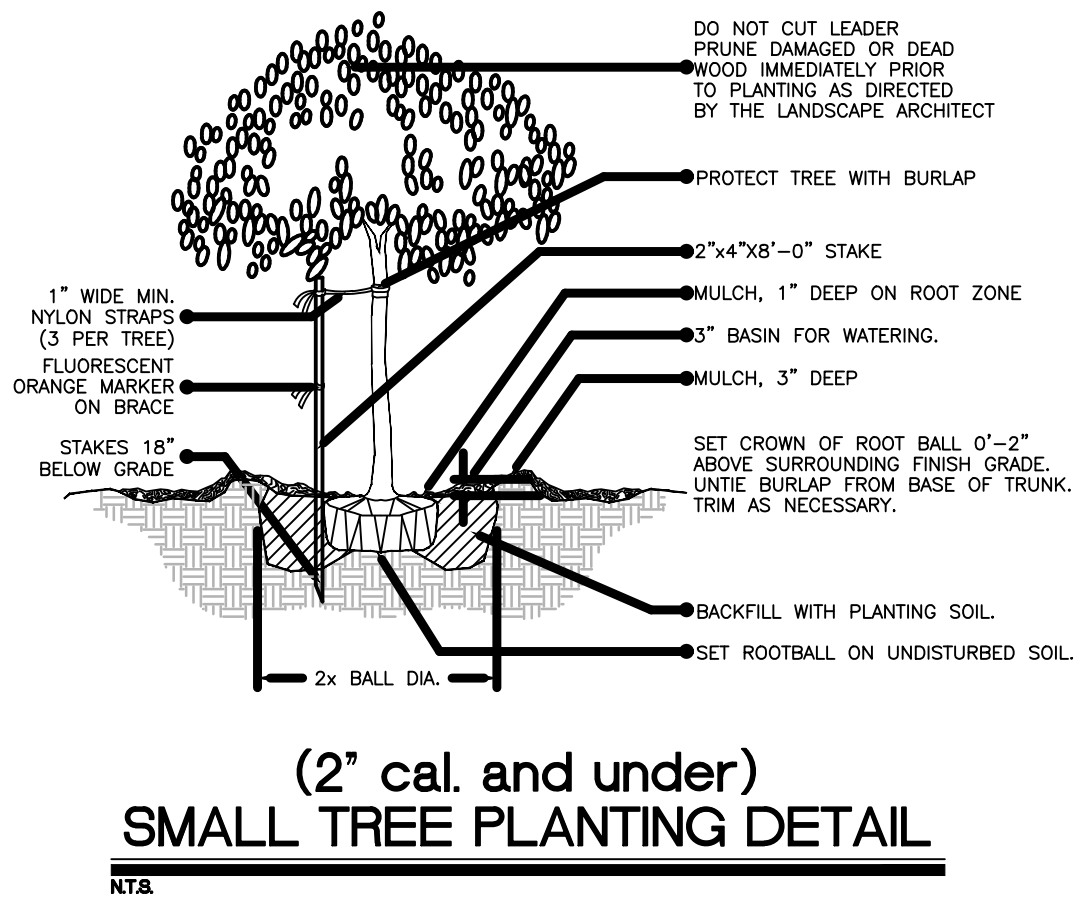 DO NOT CUT LEADER
PRUNE DAMAGED OR DEAD
WOOD IMMEDIATELY PRIOR
TO PLANTING AS DIRECTED
BY THE LANDSCAPE ARCHITECT
PROTECT TREE WITH BURLAP
2"x4"X8'-0" STAKE
MULCH, 1" DEEP ON ROOT ZONE
3" BASIN FOR WATERING.
MULCH, 3" DEEP
SET CROWN OF ROOT BALL 0'-2"
ABOVE SURROUNDING FINISH GRADE.
UNTIE BURLAP FROM BASE OF TRUNK.
TRIM AS NECESSARY.
BACKFILL WITH PLANTING SOIL.
SET ROOTBALL ON UNDISTURBED SOIL.
1" WIDE MIN.
NYLON STRAPS
(3 PER TREE)
FLUORESCENT
ORANGE MARKER
ON BRACE
STAKES 18"
BELOW GRADE
2x BALL DIA.
(2" cal. and under)
SMALL TREE PLANTING DETAIL
N.T.S.